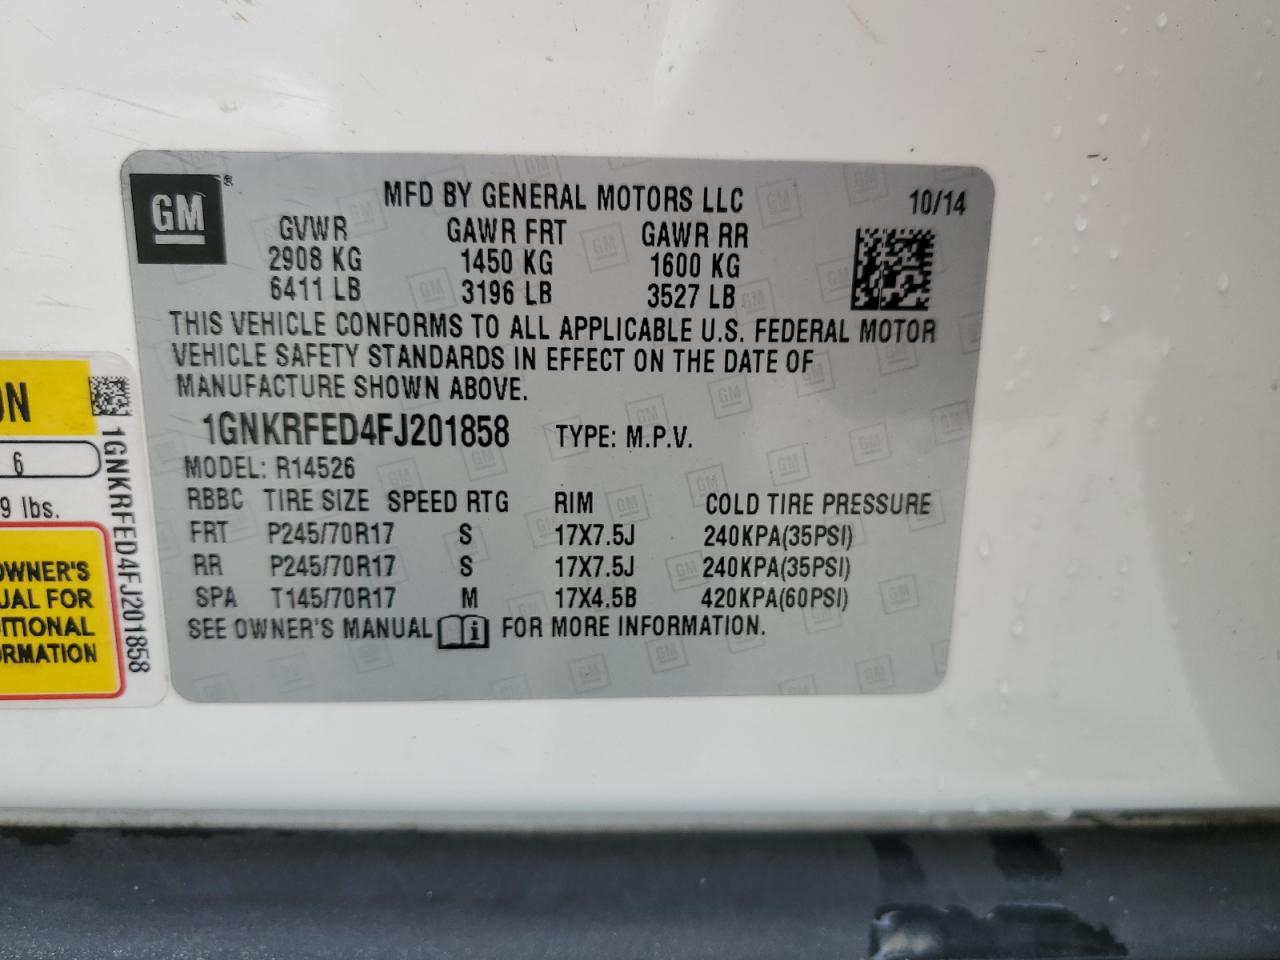 GM
MFD BY GENERAL MOTORS LLC 10/14
GVWR GAWR FRT GAWR RR
2908 KG 1450 KG 1600 KG
6411 LB 3196 LB 3527 LB
THIS VEHICLE CONFORMS TO ALL APPLICABLE U.S. FEDERAL MOTOR
VEHICLE SAFETY STANDARDS IN EFFECT ON THE DATE OF
MANUFACTURE SHOWN ABOVE.
1GNKRFED4FJ201858 TYPE: M.P.V.
MODEL: R14526
RBBC TIRE SIZE SPEED RTG RIM COLD TIRE PRESSURE
FRT P245/70R17 S 17X7.5J 240KPA(35PSI)
RR P245/70R17 S 17X7.5J 240KPA(35PSI)
SPA T145/70R17 M 17X4.5B 420KPA(60PSI)
SEE OWNER'S MANUAL i FOR MORE INFORMATION.
ON
6
9 lbs.
OWNER'S
UAL FOR
ITIONAL
ORMATION
1GNKRFED4FJ201858